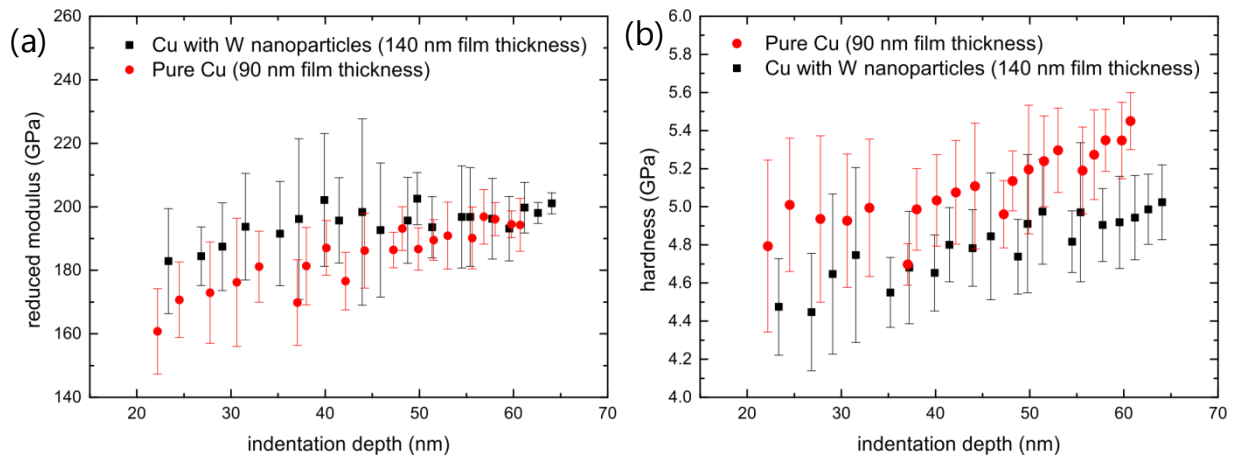 (a)
260
240
220
200
180
160
140
reduced modulus (GPa)
Cu with W nanoparticles (140 nm film thickness)
Pure Cu (90 nm film thickness)
20 30 40 50 60 70
indentation depth (nm)
(b)
6.0
5.8
5.6
5.4
5.2
5.0
4.8
4.6
4.4
4.2
4.0
hardness (GPa)
Pure Cu (90 nm film thickness)
Cu with W nanoparticles (140 nm film thickness)
20 30 40 50 60 70
indentation depth (nm)